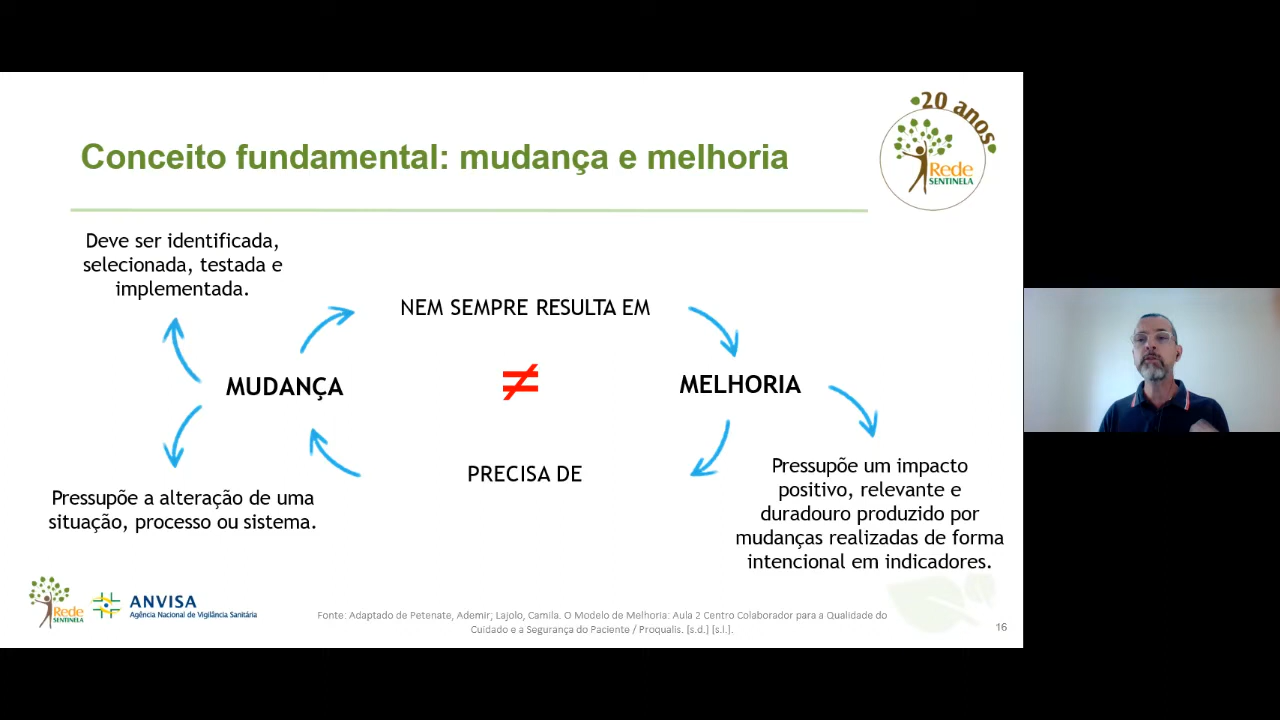 20 anos
Rede
SENTINELA
Conceito fundamental: mudança e melhoria
Deve ser identificada,
selecionada, testada e
implementada.
NEM SEMPRE RESULTA EM
MUDANÇA
≠
MELHORIA
PRECISA DE
Pressupõe a alteração de uma
situação, processo ou sistema.
Pressupõe um impacto
positivo, relevante e
duradouro produzido por
mudanças realizadas de forma
intencional em indicadores.
Rede
SENTINELA
ANVISA
Agência Nacional de Vigilância Sanitária
Fonte: Adaptado de Petenate, Ademir; Lajolo, Camila. O Modelo de Melhoria: Aula 2 Centro Colaborador para a Qualidade do
Cuidado e a Segurança do Paciente / Proqualis. [s.d.] [s.l.].
16